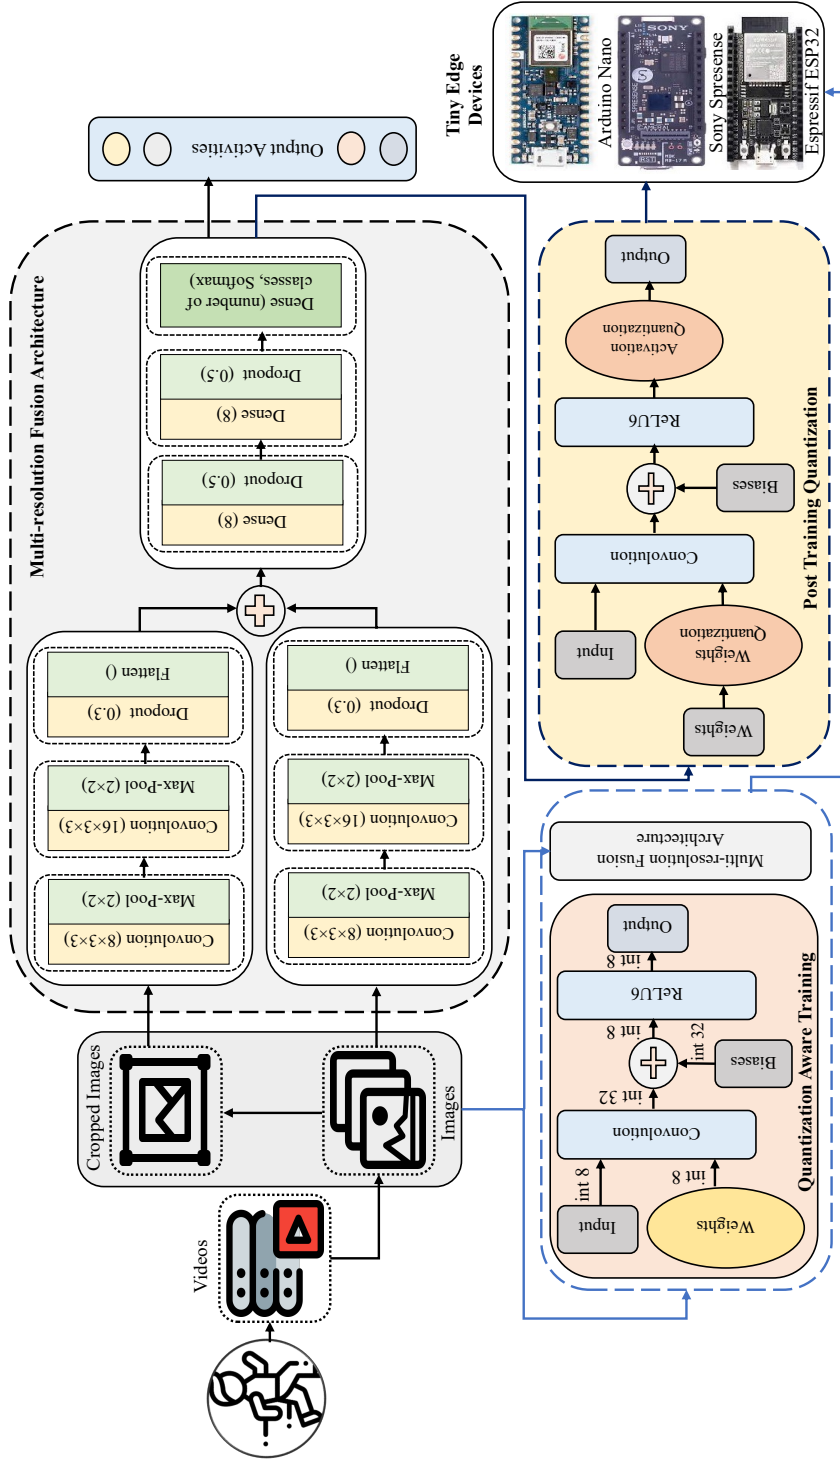 Videos
Cropped Images
Images
Multi-resolution Fusion Architecture
Convolution (8×3×3)
Max-Pool (2×2)
Convolution (16×3×3)
Max-Pool (2×2)
Dropout (0.3)
Flatten ()
Convolution (8×3×3)
Max-Pool (2×2)
Convolution (16×3×3)
Max-Pool (2×2)
Dropout (0.3)
Flatten ()
Dense (8)
Dropout (0.5)
Dense (8)
Dropout (0.5)
Dense (number of
classes, Softmax)
Output Activities
Quantization Aware Training
Input
Weights
int 8
int 8
Convolution
int 32
Biases
int 32
int 8
ReLU6
int 8
Output
Multi-resolution Fusion
Architecture
Post Training Quantization
Weights
Weights
Quantization
Input
Convolution
Biases
ReLU6
Activation
Quantization
Output
Tiny Edge
Devices
Arduino Nano
Sony Spresense
Espressif ESP32
SONY
SPRESENSE